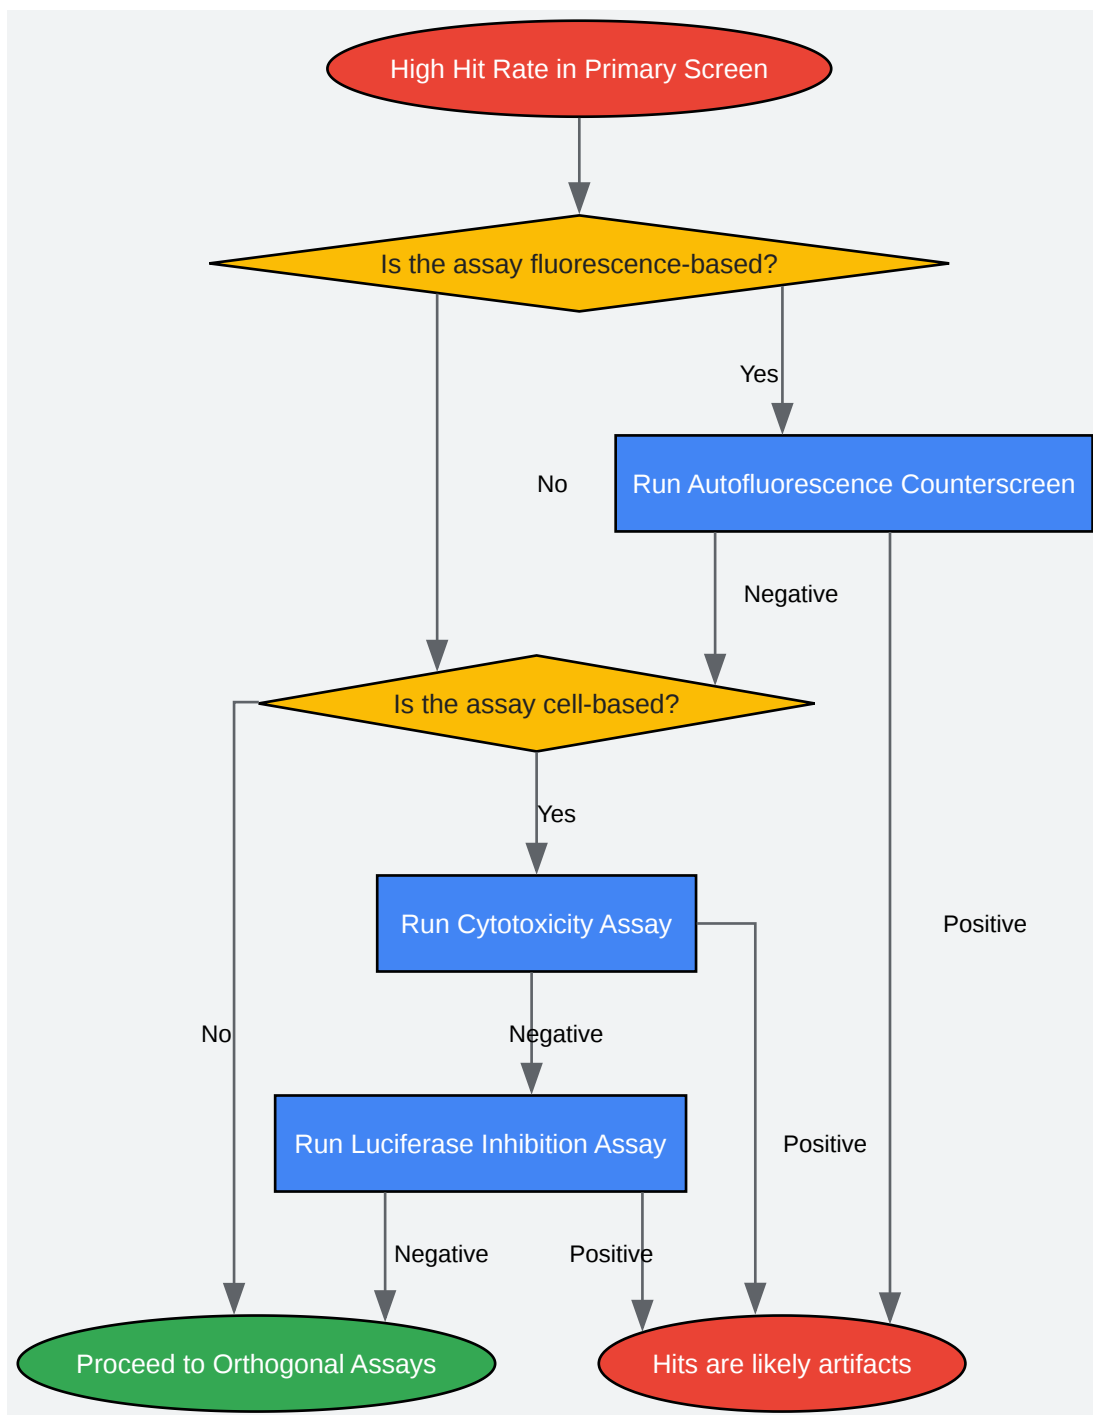 High Hit Rate in Primary Screen
Is the assay fluorescence-based?
Yes
No
Run Autofluorescence Counterscreen
Negative
Is the assay cell-based?
Yes
Run Cytotoxicity Assay
Positive
No
Negative
Run Luciferase Inhibition Assay
Positive
Negative
Positive
Proceed to Orthogonal Assays
Hits are likely artifacts